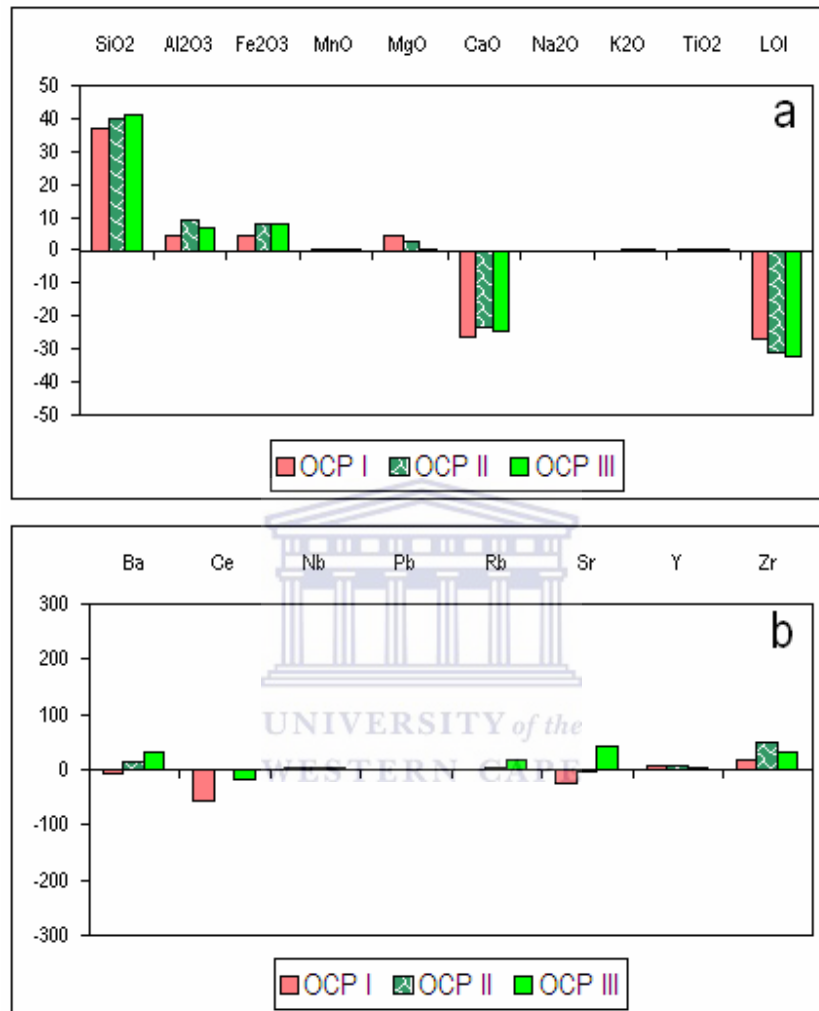 SiO2 Al2O3 Fe2O3 MnO MgO CaO Na2O K2O TiO2 LOI
50
40
30
20
10
0
-10
-20
-30
-40
-50
a
OCP I OCP II OCP III
Ba Ce Nb Pb Rb Sr Y Zr
300
200
100
0
-100
-200
-300
b
UNIVERSITY of the
WESTERN CAPE
OCP I OCP II OCP III